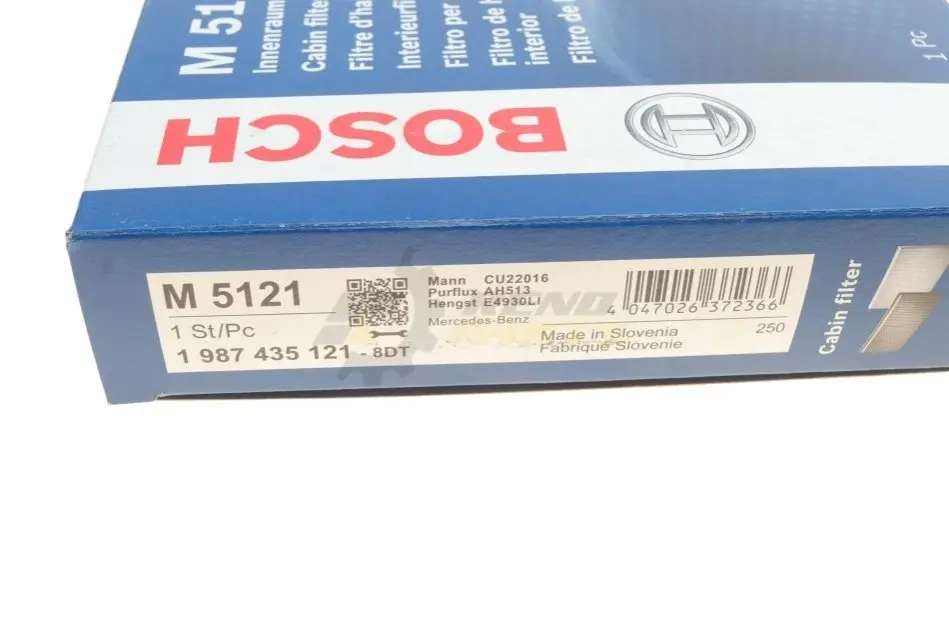 M 51
Innenraum
Cabin filter
Filtre d'ha
Interieurfi
Filtro per
Filtro de h
interior
Filtro de
1 PC
BOSCH
M 5121
1 St/Pc
1 987 435 121 - 8DT
Mann CU22016
Purflux AH513
Hengst E4930LI
Mercedes-Benz
4 047026 372366
Made in Slovenia 250
Fabriqué Slovenie
Cabin filter